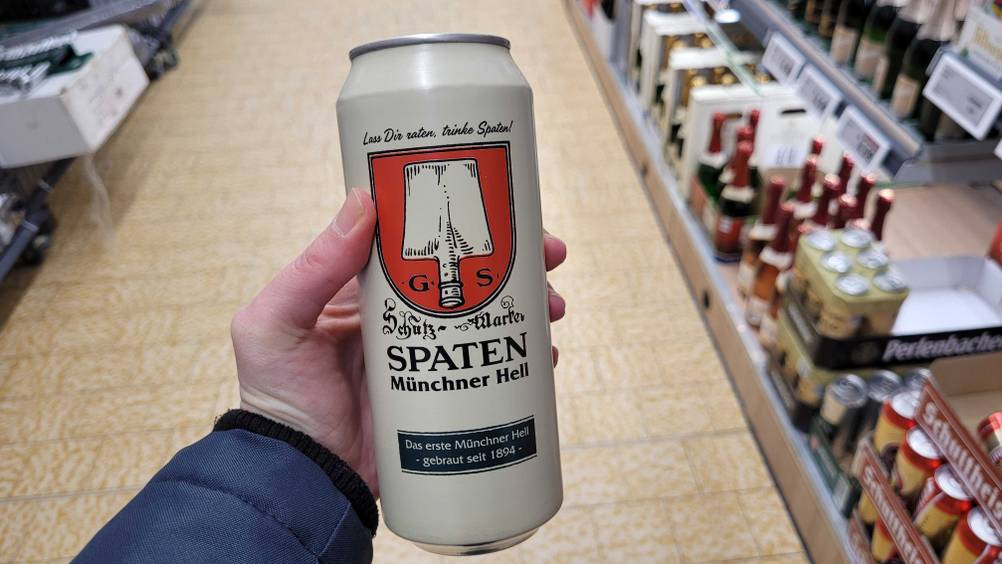 Lass Dir raten, trinke Spaten!
G S
Schutz- Marke
SPATEN
Münchner Hell
Das erste Münchner Hell
- gebraut seit 1894 -
Perlenbacher